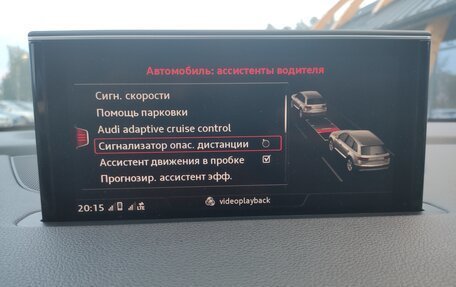 Автомобиль: ассистенты водителя
Сигн. скорости
Помощь парковки
Audi adaptive cruise control
Сигнализатор опас. дистанции
Ассистент движения в пробке
Прогнозир. ассистент эфф.
20:15 LTE videoplayback